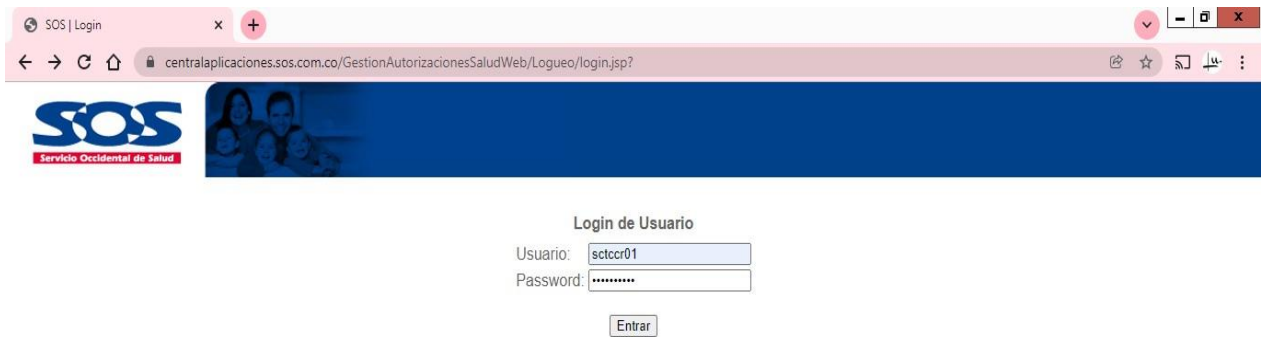 SOS | Login
centralaplicaciones.sos.com.co/GestionAutorizacionesSaludWeb/Logueo/login.jsp?
SOS
Servicio Occidental de Salud
Login de Usuario
Usuario: sctccr01
Password: ••••••••••
Entrar